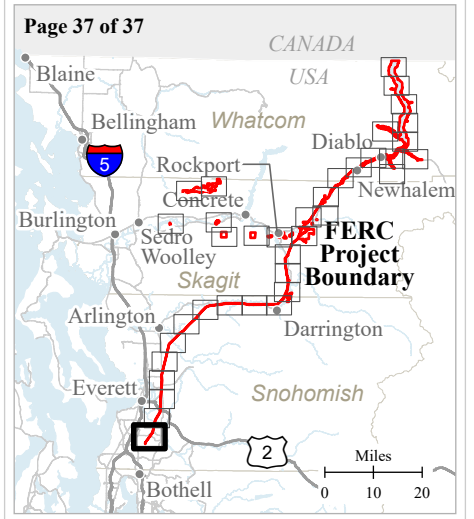 Page 37 of 37
CANADA
USA
Blaine
Bellingham
Whatcom
5
Diablo
Rockport
Newhalem
Concrete
Burlington
Sedro
Woolley
FERC
Project
Boundary
Skagit
Arlington
Darrington
Everett
Snohomish
2
Miles
0 10 20
Bothell